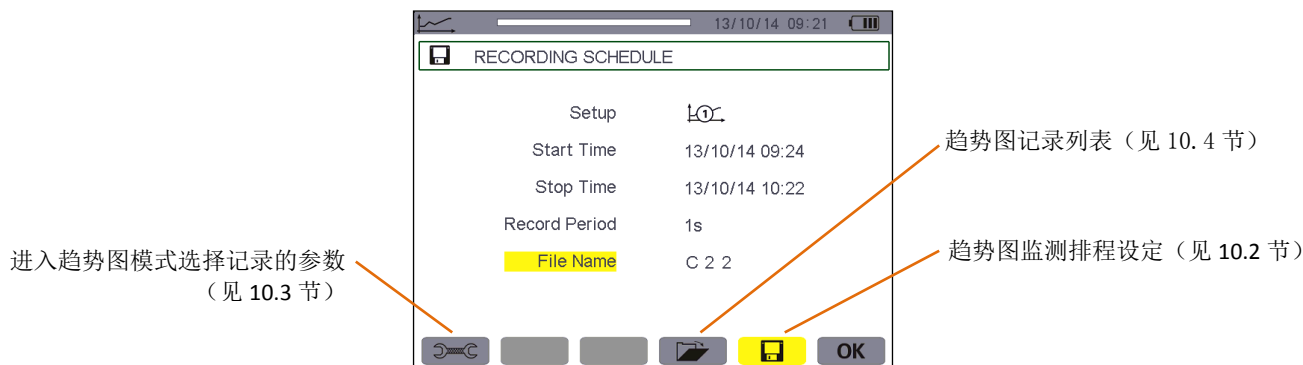 13/10/14 09:21
RECORDING SCHEDULE
Setup
1
Start Time 13/10/14 09:24
Stop Time 13/10/14 10:22
Record Period 1s
File Name C 2 2
OK
趋势图记录列表（见 10.4 节）
趋势图监测排程设定（见 10.2 节）
进入趋势图模式选择记录的参数
（见 10.3 节）